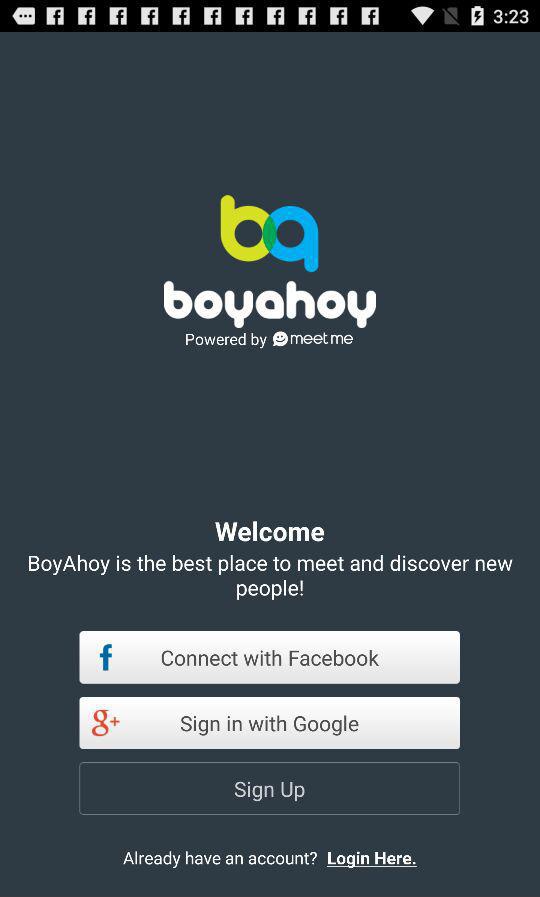 3:23
boyahoy
Powered by meetme
Welcome
BoyAhoy is the best place to meet and discover new
people!
f Connect with Facebook
g+ Sign in with Google
Sign Up
Already have an account? Login Here.